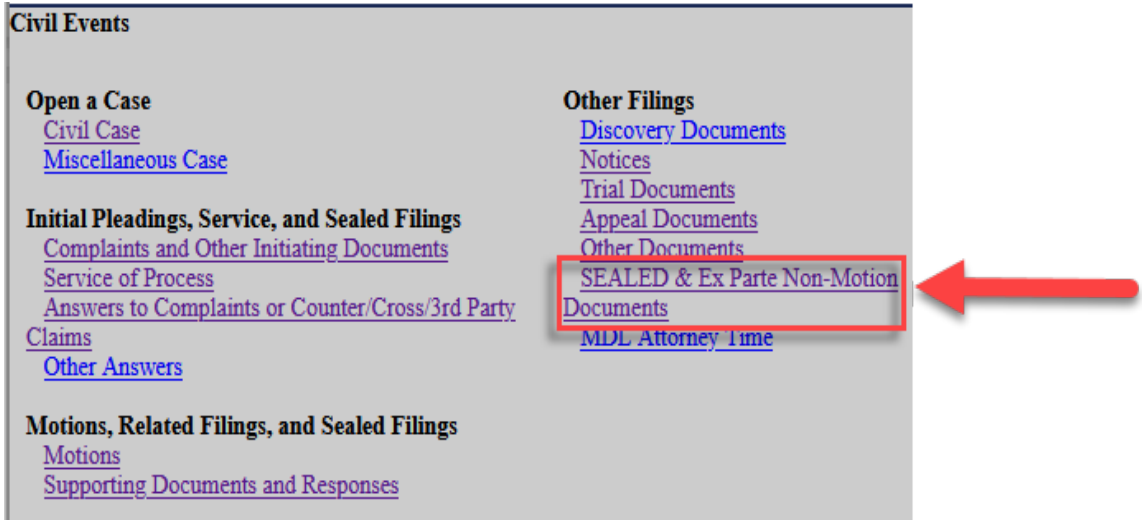 Civil Events
Open a Case
Civil Case
Miscellaneous Case
Initial Pleadings, Service, and Sealed Filings
Complaints and Other Initiating Documents
Service of Process
Answers to Complaints or Counter/Cross/3rd Party
Claims
Other Answers
Motions, Related Filings, and Sealed Filings
Motions
Supporting Documents and Responses
Other Filings
Discovery Documents
Notices
Trial Documents
Appeal Documents
Other Documents
SEALED & Ex Parte Non-Motion
Documents
MDL Attorney Time